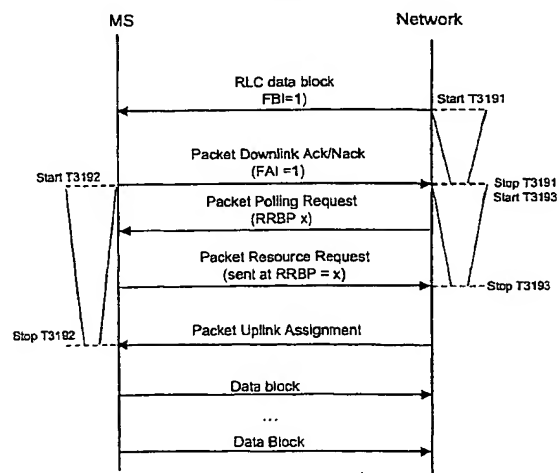 MS
Network
RLC data block
FBI=1)
Start T3191
Packet Downlink Ack/Nack
(FAI =1)
Start T3192
Stop T3191
Start T3193
Packet Polling Request
(RRBP x)
Packet Resource Request
(sent at RRBP = x)
Stop T3193
Packet Uplink Assignment
Stop T3192
Data block
...
Data Block